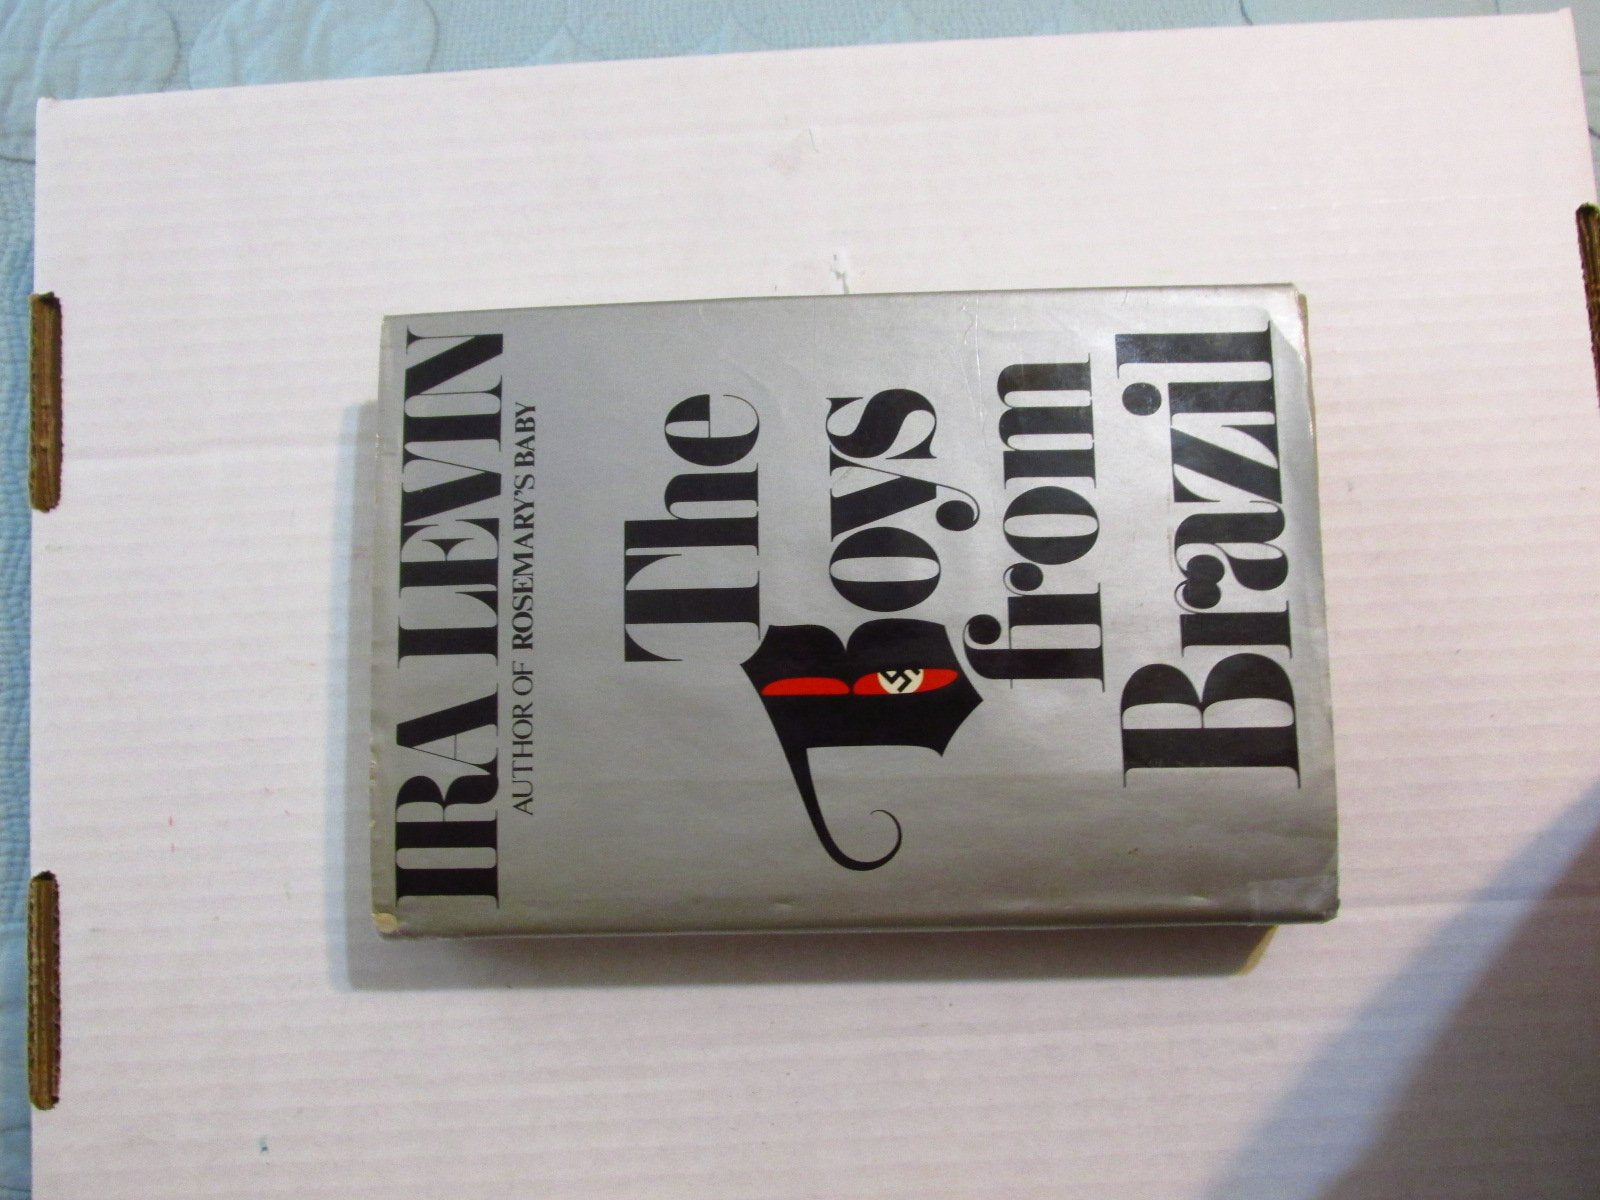 IRA LEVIN
AUTHOR OF ROSEMARY'S BABY
The
Boys
from
Brazil